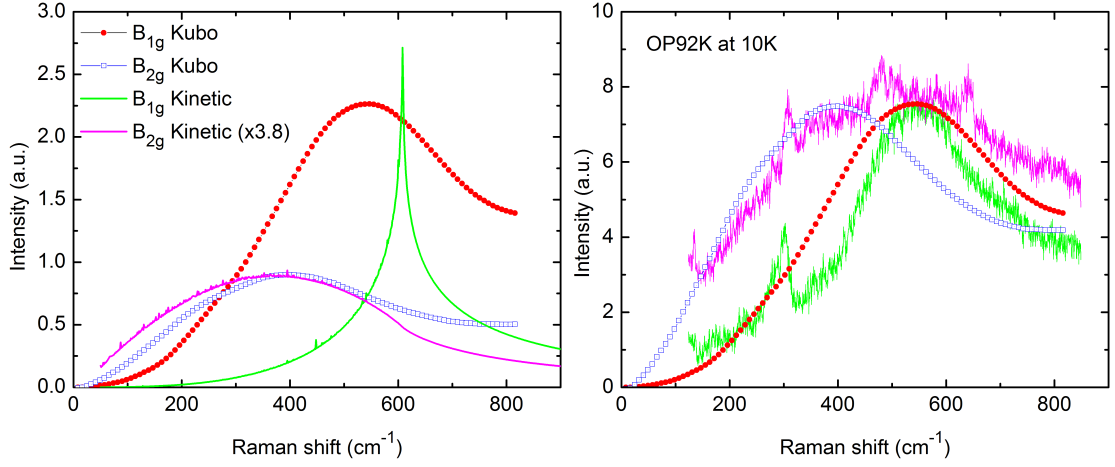 3.0
2.5
2.0
1.5
1.0
0.5
0.0
0
200
400
600
800
Intensity (a.u.)
Raman shift (cm⁻¹)
B₁g Kubo
B₂g Kubo
B₁g Kinetic
B₂g Kinetic (x3.8)
10
8
6
4
2
0
0
200
400
600
800
Intensity (a.u.)
Raman shift (cm⁻¹)
OP92K at 10K